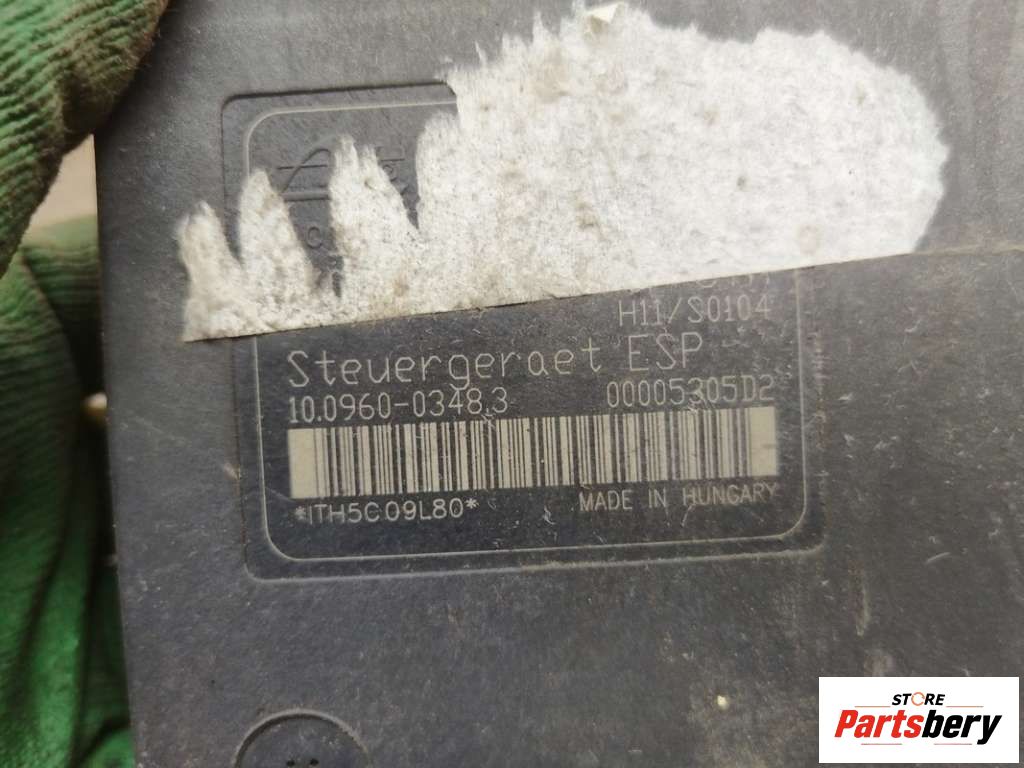 H11/S0104
Steuergeraet ESP
10.0960-0348.3 00005305D2
*ITH5C09L80* MADE IN HUNGARY
STORE
Partsbery